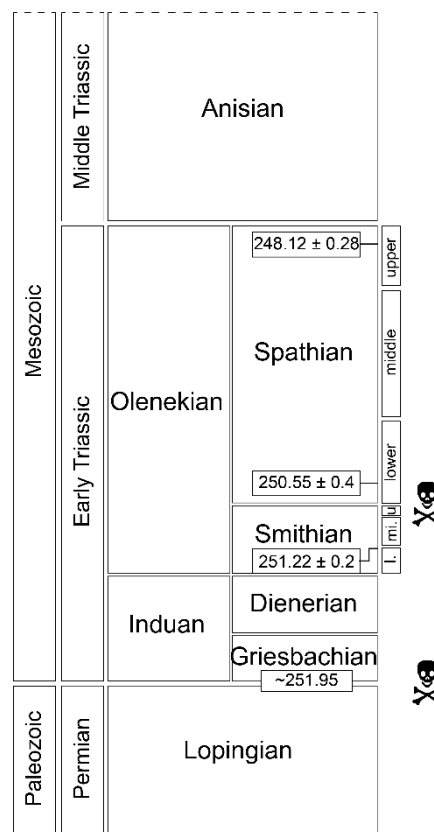 Mesozoic
Paleozoic
Middle Triassic
Early Triassic
Permian
Anisian
Olenekian
Induan
Lopingian
248.12 ± 0.28
Spathian
250.55 ± 0.4
Smithian
251.22 ± 0.2
Dienerian
Griesbachian
~251.95
upper
middle
lower
u
mi.
l.